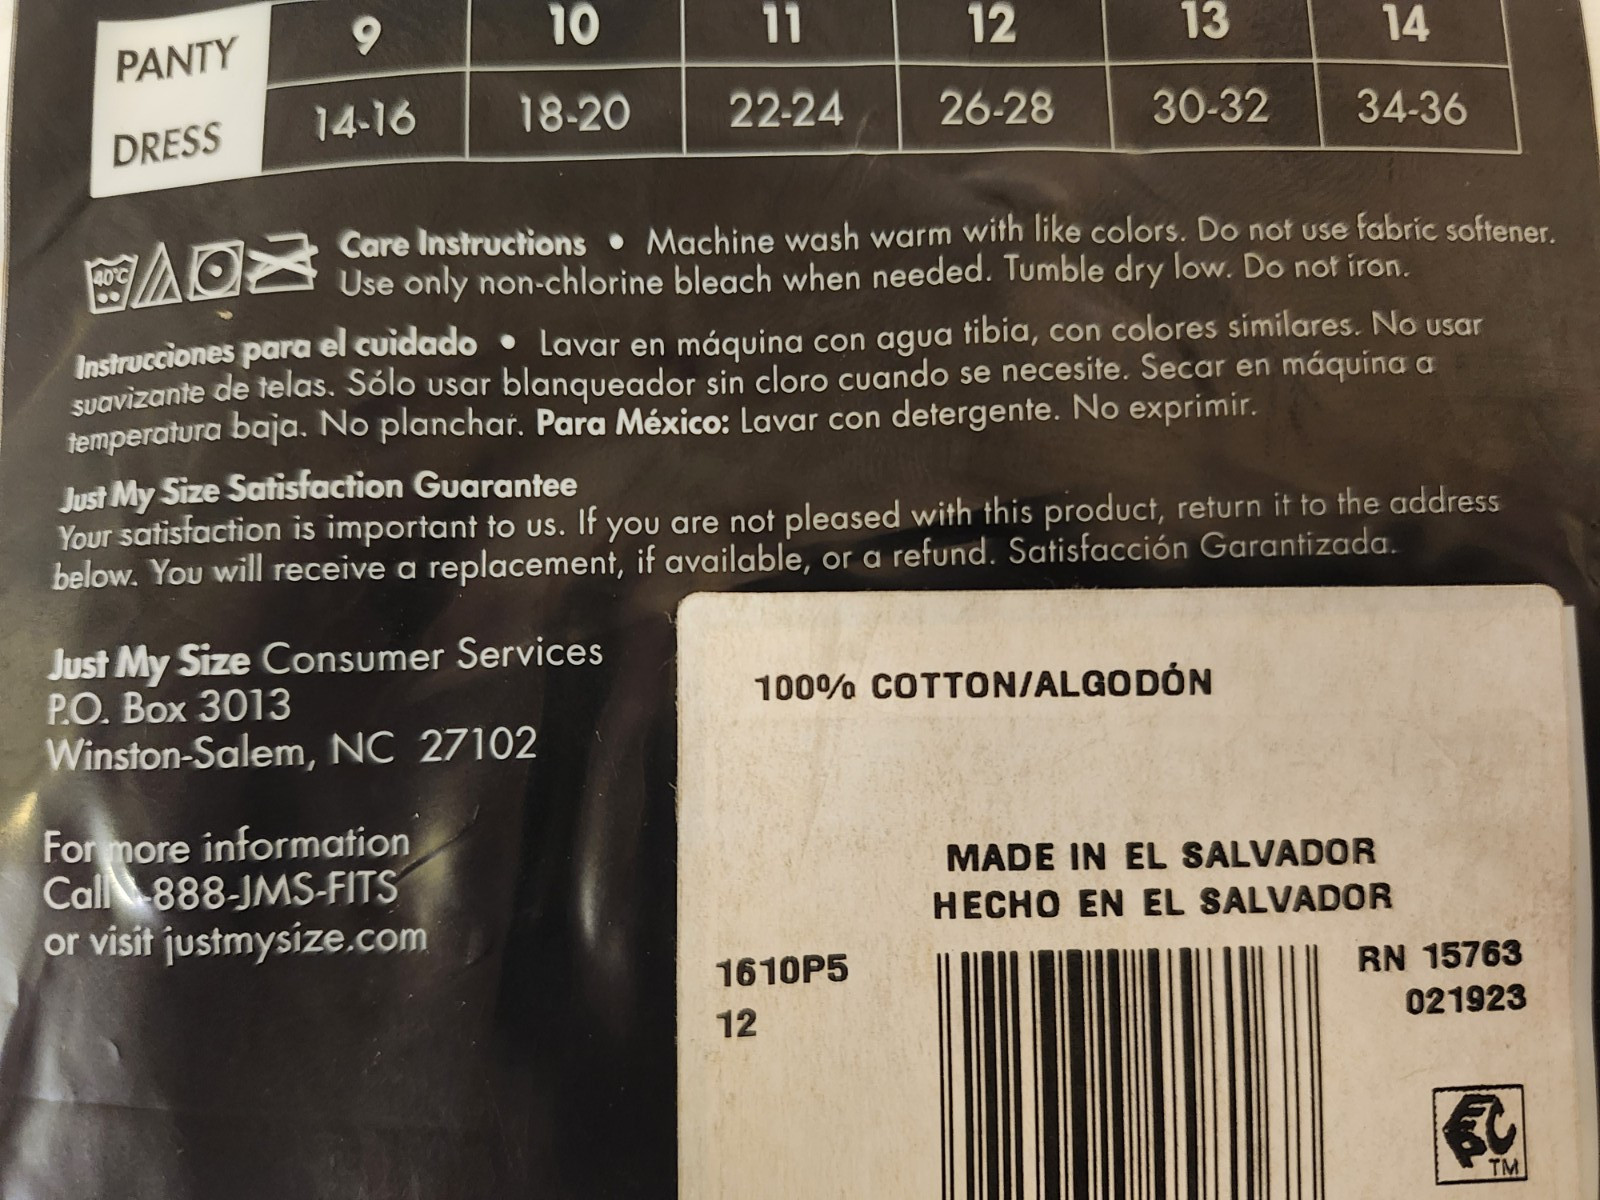 PANTY 9 10 11 12 13 14
DRESS 14-16 18-20 22-24 26-28 30-32 34-36
40°C
Care Instructions • Machine wash warm with like colors. Do not use fabric softener.
Use only non-chlorine bleach when needed. Tumble dry low. Do not iron.
Instrucciones para el cuidado • Lavar en máquina con agua tibia, con colores similares. No usar
suavizante de telas. Sólo usar blanqueador sin cloro cuando se necesite. Secar en máquina a
temperatura baja. No planchar. Para México: Lavar con detergente. No exprimir.
Just My Size Satisfaction Guarantee
Your satisfaction is important to us. If you are not pleased with this product, return it to the address
below. You will receive a replacement, if available, or a refund. Satisfacción Garantizada.
Just My Size Consumer Services
P.O. Box 3013
Winston-Salem, NC 27102
For more information
Call -888-JMS-FITS
or visit justmysize.com
100% COTTON/ALGODÓN
MADE IN EL SALVADOR
HECHO EN EL SALVADOR
1610P5
12
RN 15763
021923
TM